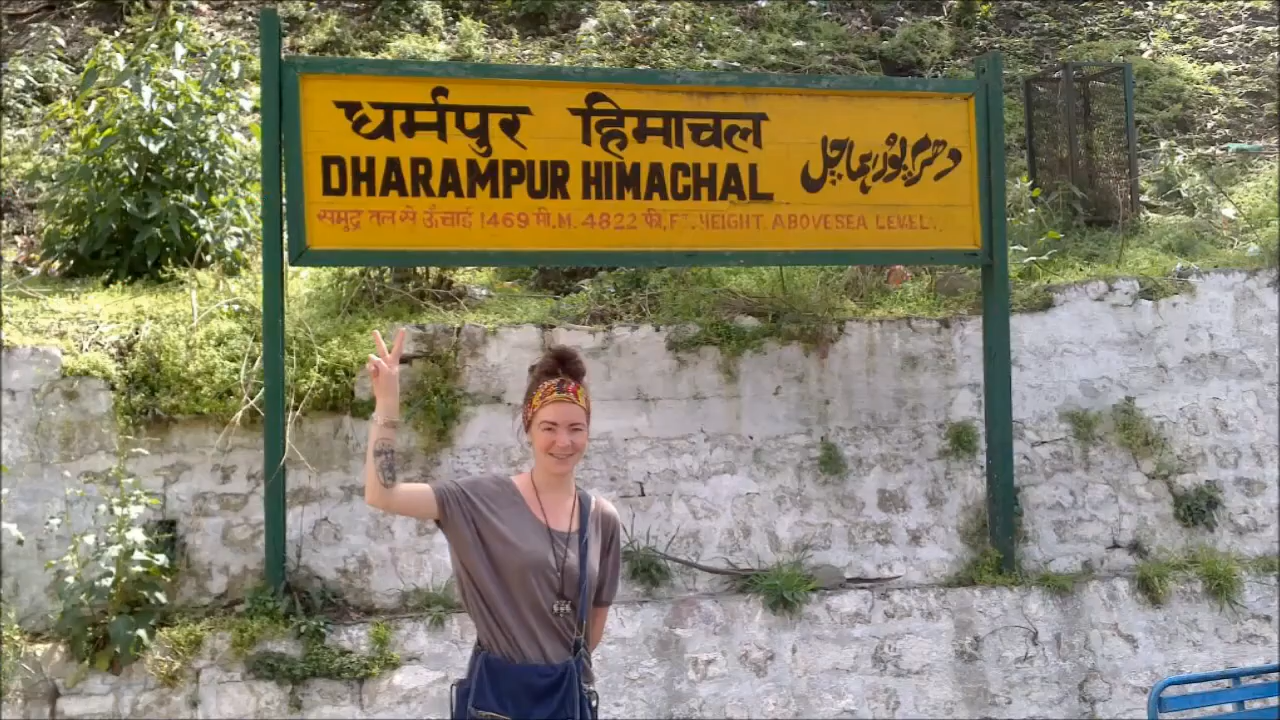 धर्मपुर हिमाचल
DHARAMPUR HIMACHAL
دھرم پور ہماچل
समुद्र तल से ऊँचाई 1469 मी.M. 4822 फी,FT. HEIGHT ABOVESEA LEVEL.